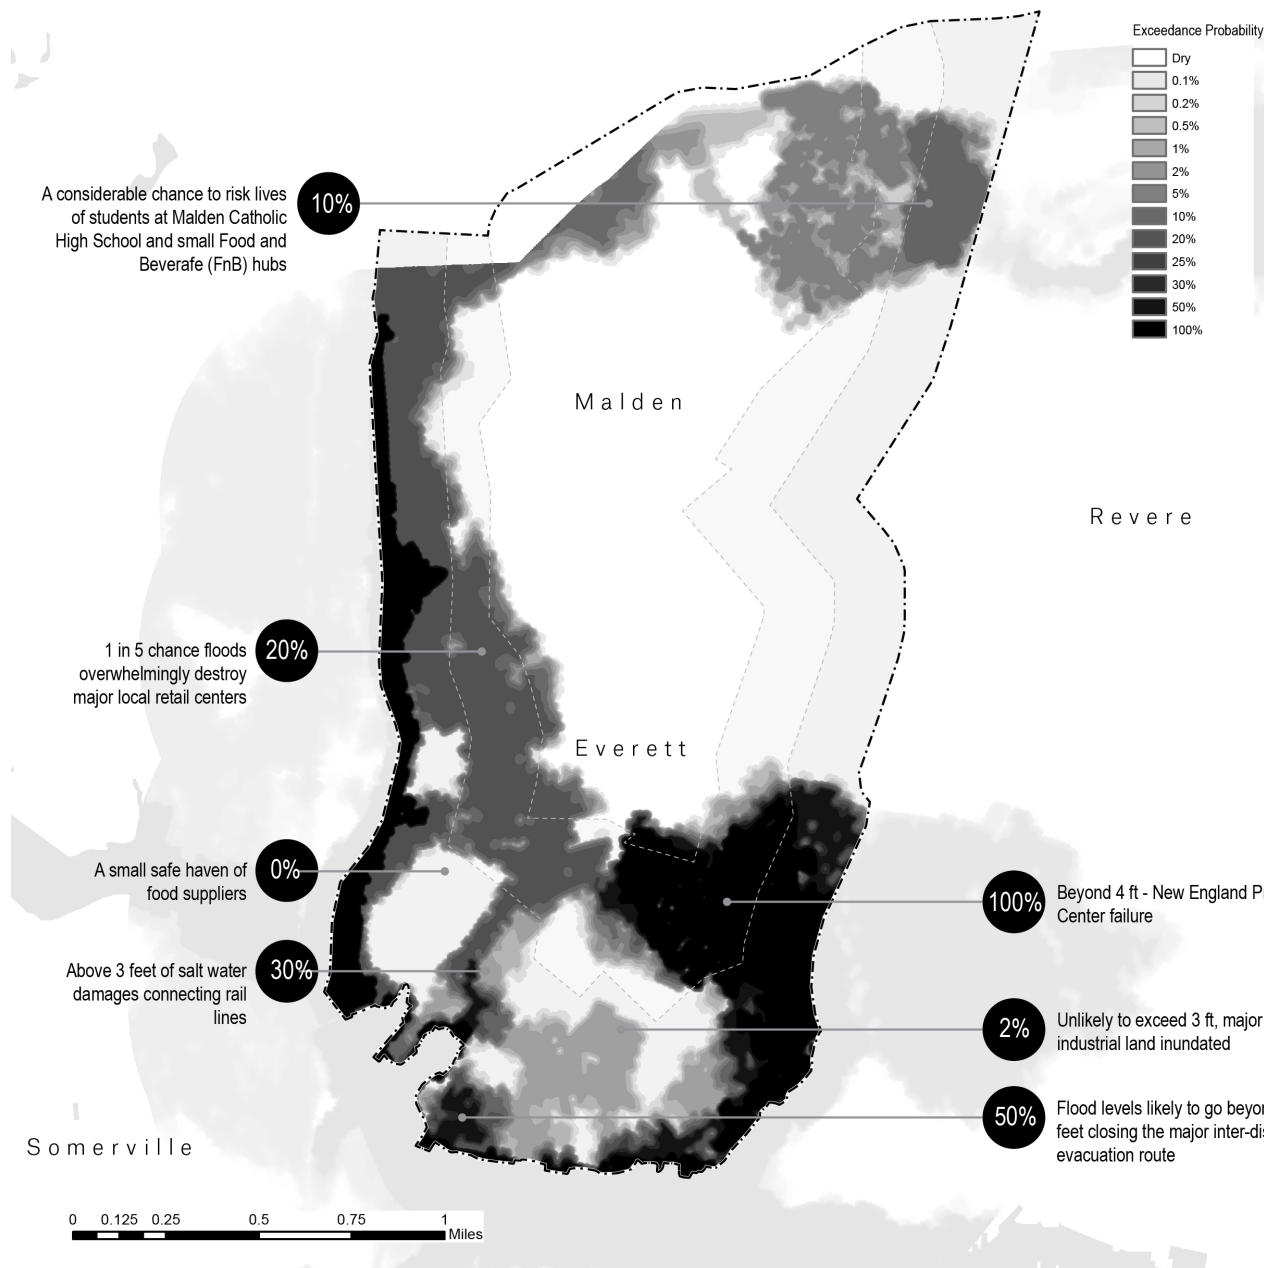 Exceedance Probability
Dry
0.1%
0.2%
0.5%
1%
2%
5%
10%
20%
25%
30%
50%
100%
A considerable chance to risk lives
of students at Malden Catholic
High School and small Food and
Beverafe (FnB) hubs
10%
Malden
Revere
1 in 5 chance floods
overwhelmingly destroy
major local retail centers
20%
Everett
A small safe haven of
food suppliers
0%
100%
Beyond 4 ft - New England
Center failure
Above 3 feet of salt water
damages connecting rail
lines
30%
2%
Unlikely to exceed 3 ft, major
industrial land inundated
50%
Flood levels likely to go
feet closing the major
evacuation route
Somerville
0 0.125 0.25 0.5 0.75 1
Miles